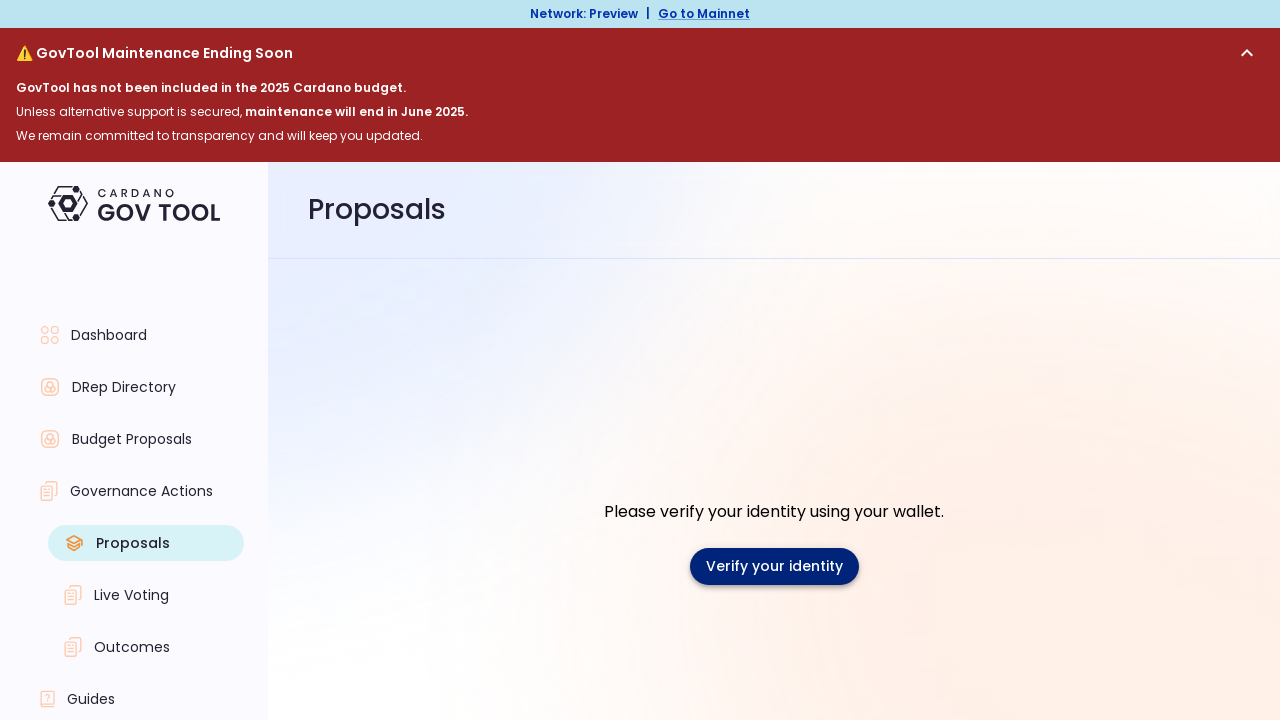 Network: Preview | Go to Mainnet
⚠️ GovTool Maintenance Ending Soon
GovTool has not been included in the 2025 Cardano budget.
Unless alternative support is secured, maintenance will end in June 2025.
We remain committed to transparency and will keep you updated.
CARDANO
GOV TOOL
Proposals
Dashboard
DRep Directory
Budget Proposals
Governance Actions
Proposals
Live Voting
Outcomes
Guides
Please verify your identity using your wallet.
Verify your identity